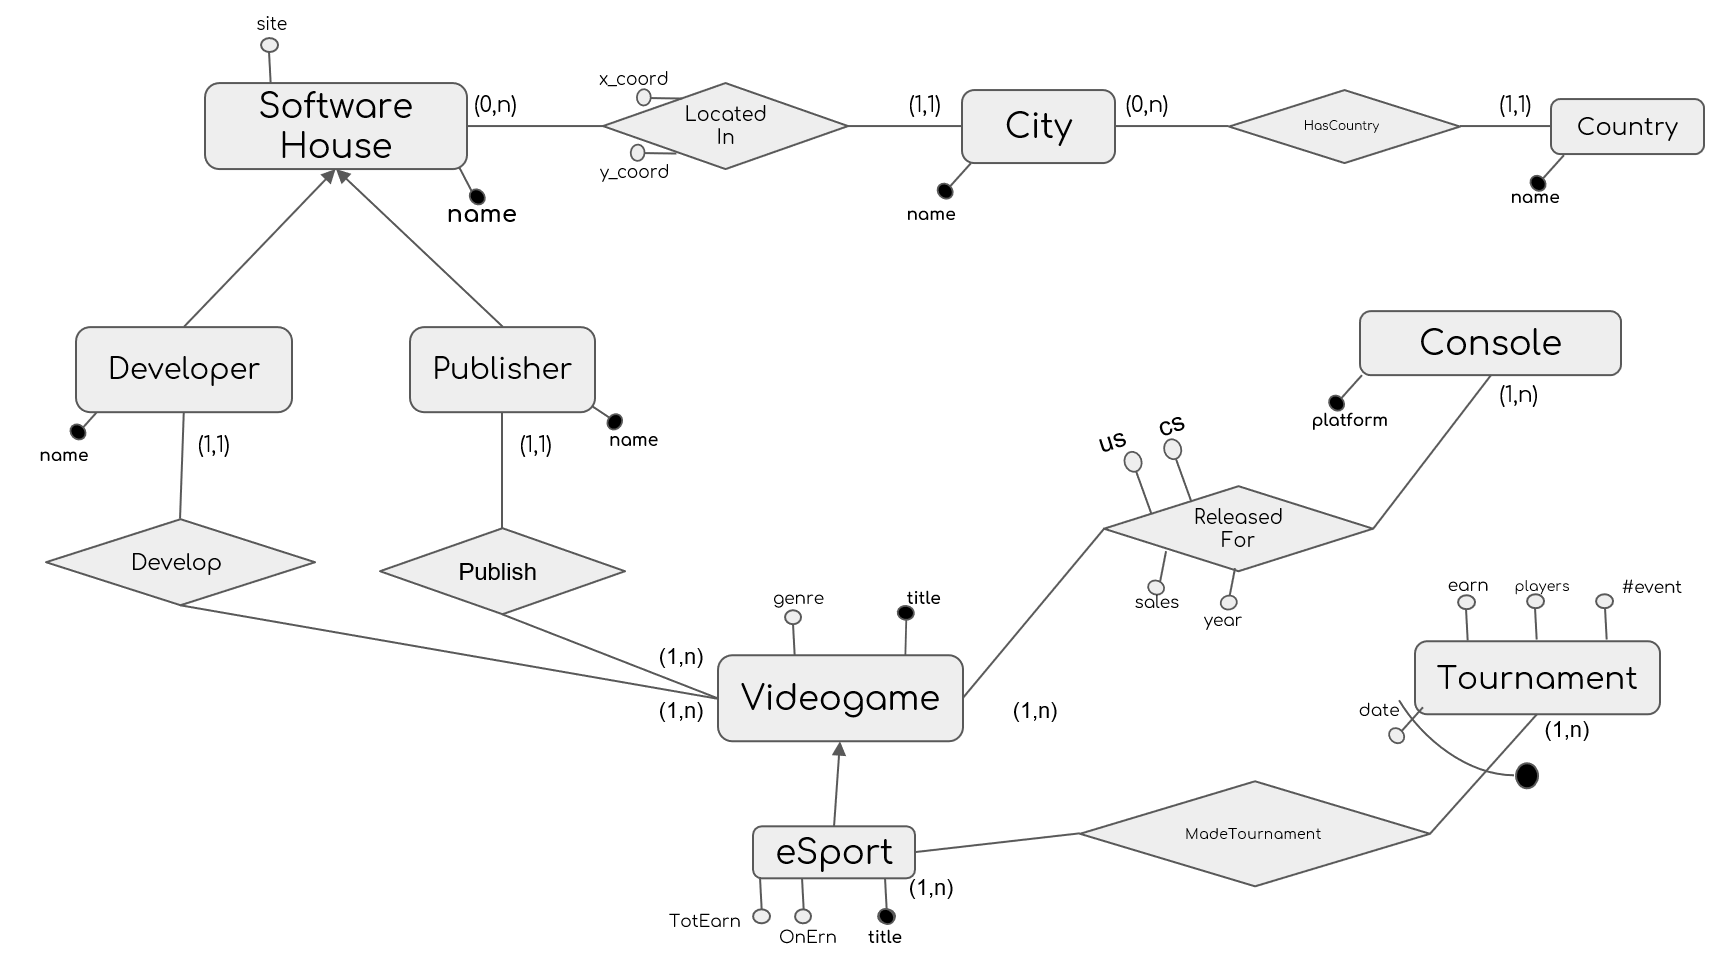 site
Software
House
(0,n)
x_coord
Located
In
y_coord
(1,1)
City
(0,n)
HasCountry
(1,1)
Country
name
name
name
Developer
Publisher
Console
name
(1,1)
(1,1)
name
platform
(1,n)
us
cs
Develop
Publish
Released
For
sales
year
genre
title
earn
players
#event
(1,n)
Videogame
(1,n)
(1,n)
Tournament
date
(1,n)
eSport
(1,n)
MadeTournament
TotEarn
OnErn
title